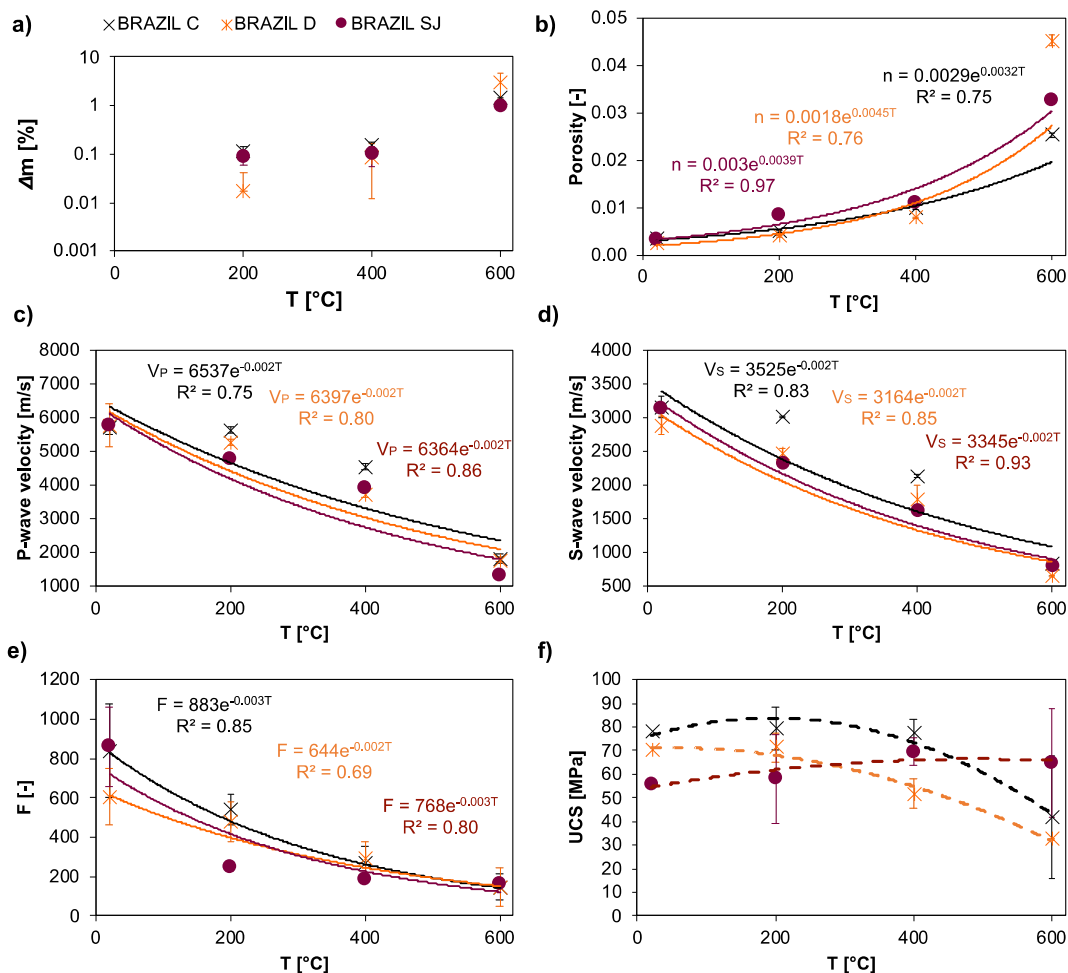 BRAZIL C BRAZIL D BRAZIL SJ
a)
Δm [%]
10
1
0.1
0.01
0.001
0 200 400 600
T [°C]
b)
Porosity [-]
0.05
0.04
0.03
0.02
0.01
0.00
n = 0.0029e^0.0032T
R² = 0.75
n = 0.0018e^0.0045T
R² = 0.76
n = 0.003e^0.0039T
R² = 0.97
0 200 400 600
T [°C]
c)
P-wave velocity [m/s]
8000
7000
6000
5000
4000
3000
2000
1000
VP = 6537e^-0.002T
R² = 0.75
VP = 6397e^-0.002T
R² = 0.80
VP = 6364e^-0.002T
R² = 0.86
0 200 400 600
T [°C]
d)
S-wave velocity [m/s]
4000
3500
3000
2500
2000
1500
1000
500
VS = 3525e^-0.002T
R² = 0.83
VS = 3164e^-0.002T
R² = 0.85
VS = 3345e^-0.002T
R² = 0.93
0 200 400 600
T [°C]
e)
F [-]
1200
1000
800
600
400
200
0
F = 883e^-0.003T
R² = 0.85
F = 644e^-0.002T
R² = 0.69
F = 768e^-0.003T
R² = 0.80
0 200 400 600
T [°C]
f)
UCS [MPa]
100
90
80
70
60
50
40
30
20
10
0
0 200 400 600
T [°C]